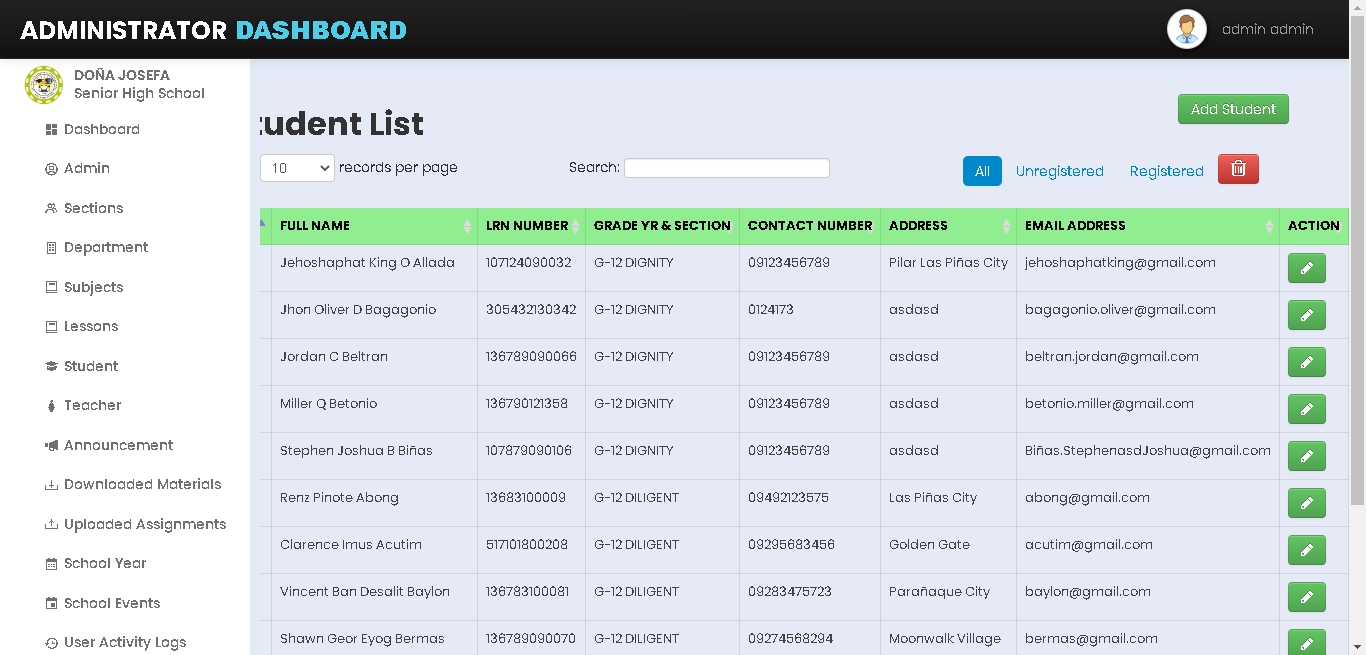 ADMINISTRATOR DASHBOARD
admin admin
DOÑA JOSEFA
Senior High School
Dashboard
Admin
Sections
Department
Subjects
Lessons
Student
Teacher
Announcement
Downloaded Materials
Uploaded Assignments
School Year
School Events
User Activity Logs
tudent List
Add Student
10 records per page
Search:
All Unregistered Registered
FULL NAME LRN NUMBER GRADE YR & SECTION CONTACT NUMBER ADDRESS EMAIL ADDRESS ACTION
Jehoshaphat King O Allada 107124090032 G-12 DIGNITY 09123456789 Pilar Las Piñas City jehoshaphatking@gmail.com
Jhon Oliver D Bagagonio 305432130342 G-12 DIGNITY 0124173 asdasd bagagonio.oliver@gmail.com
Jordan C Beltran 136789090066 G-12 DIGNITY 09123456789 asdasd beltran.jordan@gmail.com
Miller Q Betonio 136790121358 G-12 DIGNITY 09123456789 asdasd betonio.miller@gmail.com
Stephen Joshua B Biñas 107879090106 G-12 DIGNITY 09123456789 asdasd Biñas.StephenasdJoshua@gmail.com
Renz Pinote Abong 13683100009 G-12 DILIGENT 09492123575 Las Piñas City abong@gmail.com
Clarence Imus Acutim 517101800208 G-12 DILIGENT 09295683456 Golden Gate acutim@gmail.com
Vincent Ban Desalit Baylon 136783100081 G-12 DILIGENT 09283475723 Parañaque City baylon@gmail.com
Shawn Geor Eyog Bermas 136789090070 G-12 DILIGENT 09274568294 Moonwalk Village bermas@gmail.com